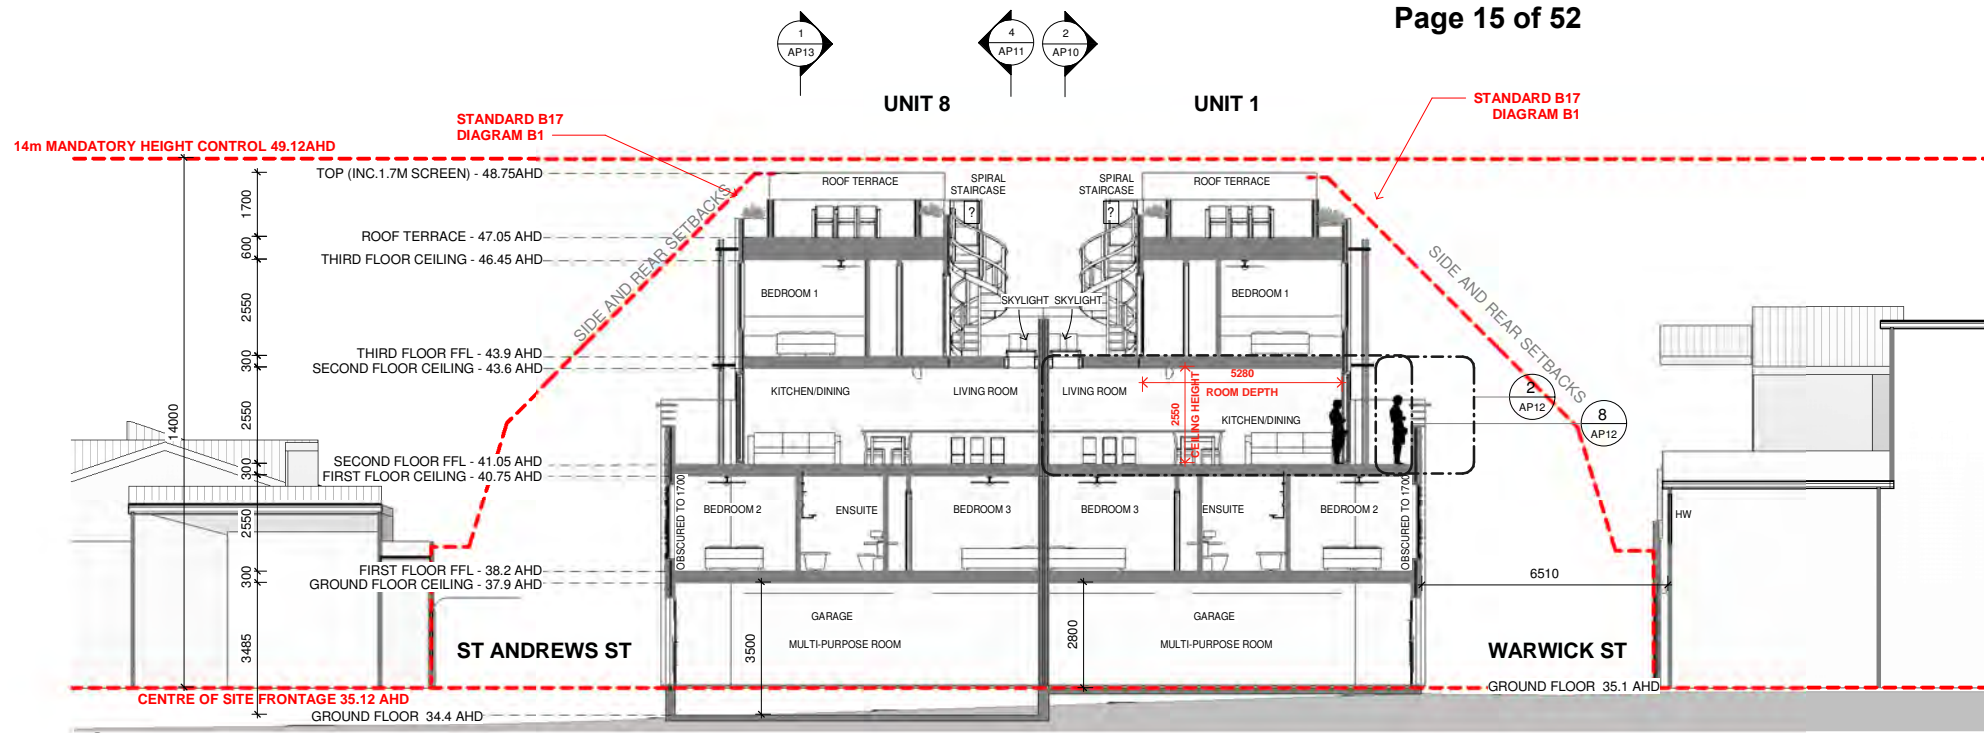 Page 15 of 52
1
AP13
4
AP11
2
AP10
UNIT 8
UNIT 1
STANDARD B17
DIAGRAM B1
STANDARD B17
DIAGRAM B1
14m MANDATORY HEIGHT CONTROL 49.12AHD
TOP (INC.1.7M SCREEN) - 48.75AHD
ROOF TERRACE
SPIRAL
STAIRCASE
SPIRAL
STAIRCASE
ROOF TERRACE
?
?
1700
SIDE AND REAR SETBACKS
ROOF TERRACE - 47.05 AHD
600
THIRD FLOOR CEILING - 46.45 AHD
SIDE AND REAR SETBACKS
BEDROOM 1
SKYLIGHT
SKYLIGHT
BEDROOM 1
2550
THIRD FLOOR FFL - 43.9 AHD
300
SECOND FLOOR CEILING - 43.6 AHD
5280
ROOM DEPTH
KITCHEN/DINING
LIVING ROOM
LIVING ROOM
2550
CEILING HEIGHT
KITCHEN/DINING
2
AP12
8
AP12
14000
2550
SECOND FLOOR FFL - 41.05 AHD
300
FIRST FLOOR CEILING - 40.75 AHD
OBSCURED TO 1700
BEDROOM 2
ENSUITE
BEDROOM 3
BEDROOM 3
ENSUITE
BEDROOM 2
OBSCURED TO 1700
HW
2550
FIRST FLOOR FFL - 38.2 AHD
300
GROUND FLOOR CEILING - 37.9 AHD
6510
GARAGE
MULTI-PURPOSE ROOM
GARAGE
MULTI-PURPOSE ROOM
3485
3500
2800
ST ANDREWS ST
WARWICK ST
GROUND FLOOR 35.1 AHD
CENTRE OF SITE FRONTAGE 35.12 AHD
GROUND FLOOR 34.4 AHD